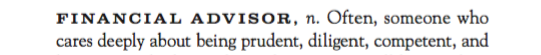 FINANCIAL ADVISOR, n. Often, someone who
cares deeply about being prudent, diligent, competent, and